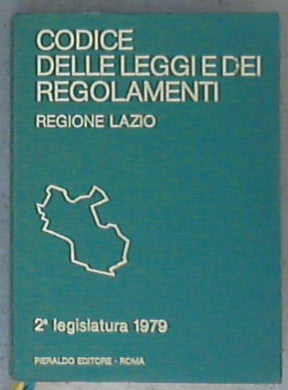 CODICE
DELLE LEGGI E DEI
REGOLAMENTI
REGIONE LAZIO
2ª legislatura 1979
PIERALDO EDITORE - ROMA